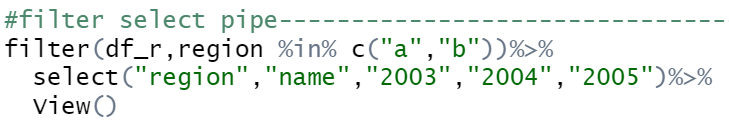 #filter select pipe-------------------------------
filter(df_r,region %in% c("a","b"))%>%
  select("region","name","2003","2004","2005")%>%
  View()